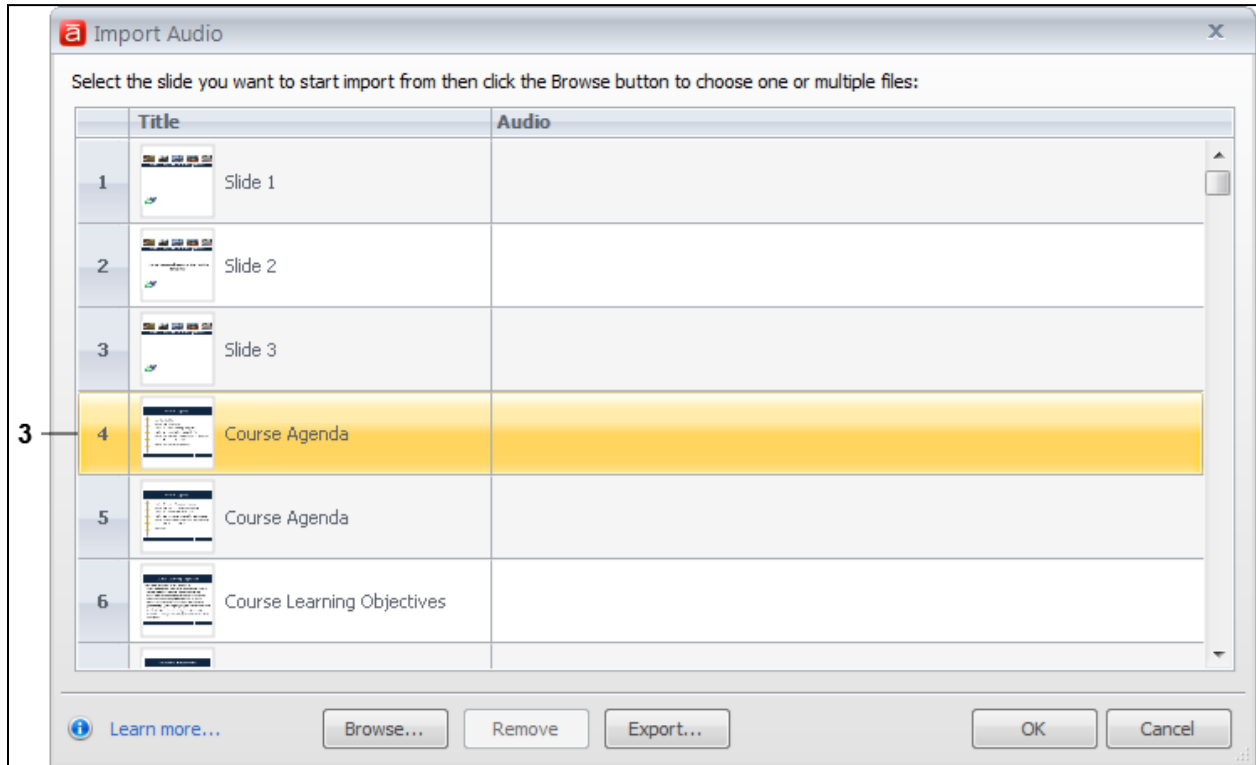 Import Audio
Select the slide you want to start import from then click the Browse button to choose one or multiple files:
Title Audio
1 Slide 1
2 Slide 2
3 Slide 3
3 4 Course Agenda
5 Course Agenda
6 Course Learning Objectives
Learn more... Browse... Remove Export... OK Cancel